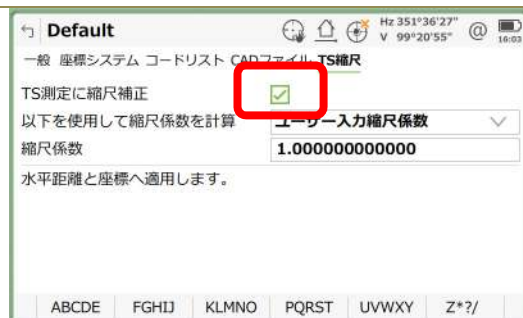 Default
Hz 351°36'27"
V 99°20'55"
@
16:03
一般 座標システム コードリスト CADファイル TS縮尺
TS測定に縮尺補正
以下を使用して縮尺係数を計算 ユーザー入力縮尺係数
縮尺係数 1.000000000000
水平距離と座標へ適用します。
ABCDE FGHIJ KLMNO PQRST UVWXY Z*?/